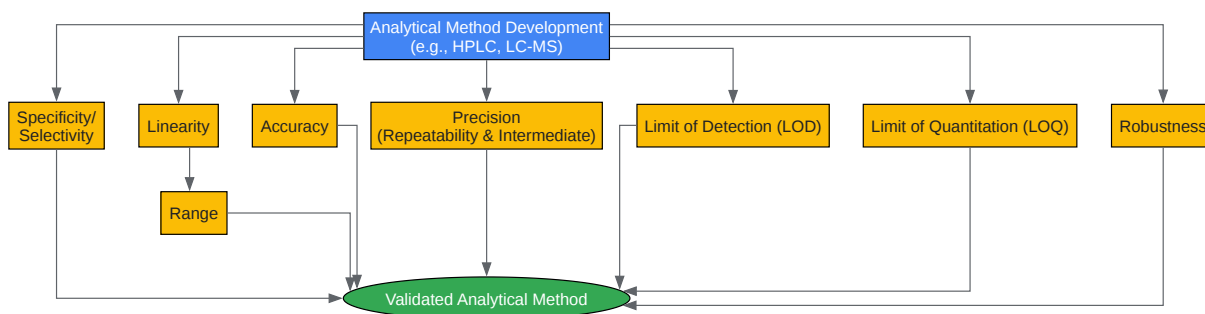 Analytical Method Development
(e.g., HPLC, LC-MS)
Specificity/
Selectivity
Linearity
Accuracy
Precision
(Repeatability & Intermediate)
Limit of Detection (LOD)
Limit of Quantitation (LOQ)
Robustness
Range
Validated Analytical Method